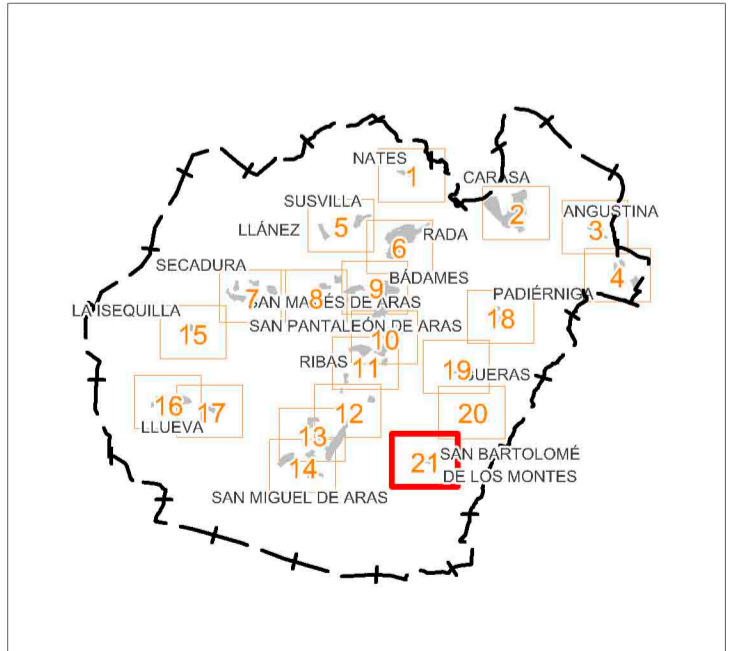 NATES
1
CARASA
2
SUSVILLA
5
LLÁNEZ
RADA
6
ANGUSTINA
3
4
SECADURA
7
SAN MAMÉS DE ARAS
8
9
BÁDAMES
PADIÉRNIGA
18
LA ISEQUILLA
15
SAN PANTALEÓN DE ARAS
10
RIBAS
11
19
BUERAS
16
17
LLUEVA
12
20
13
14
21
SAN BARTOLOMÉ
DE LOS MONTES
SAN MIGUEL DE ARAS